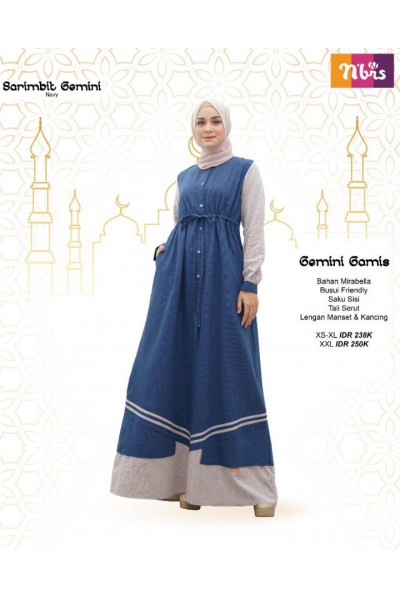 Nbrs
Sarimbit Gemini
Navy
Gemini Gamis
Bahan Mirabella
Busui Friendly
Saku Sisi
Tali Serut
Lengan Manset & Kancing
XS-XL IDR 238K
XXL IDR 250K